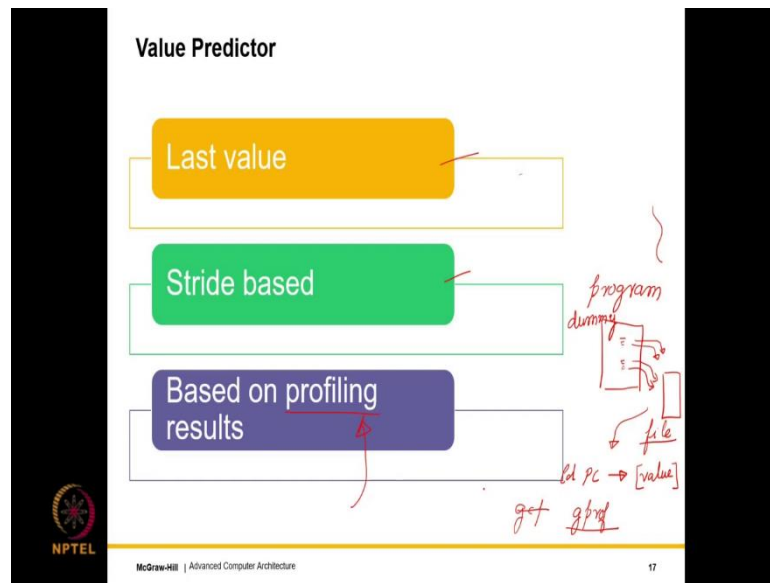 Value Predictor
Last value
Stride based
Based on profiling
results
program
dummy
file
ld PC → [value]
get gprof
NPTEL
McGraw-Hill | Advanced Computer Architecture
17